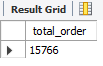 Result Grid
total_order
15766